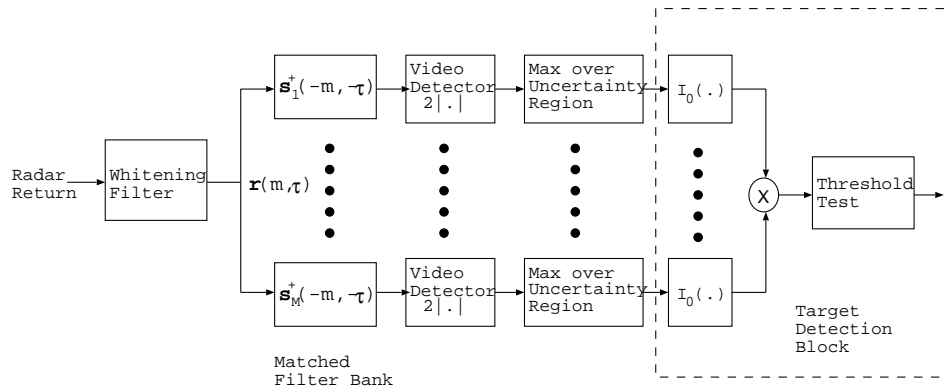 Radar
Return
Whitening
Filter
r(m,τ)
s₁⁺(-m,-τ)
Video
Detector
2|.|
Max over
Uncertainty
Region
I₀(.)
s_M⁺(-m,-τ)
Video
Detector
2|.|
Max over
Uncertainty
Region
I₀(.)
X
Threshold
Test
Matched
Filter Bank
Target
Detection
Block